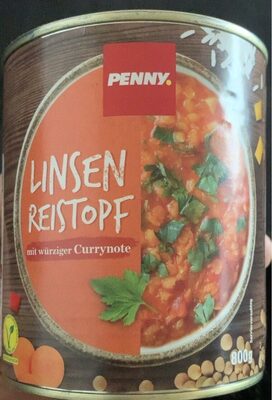 PENNY.
LINSEN
REISTOPF
mit würziger Currynote
800g